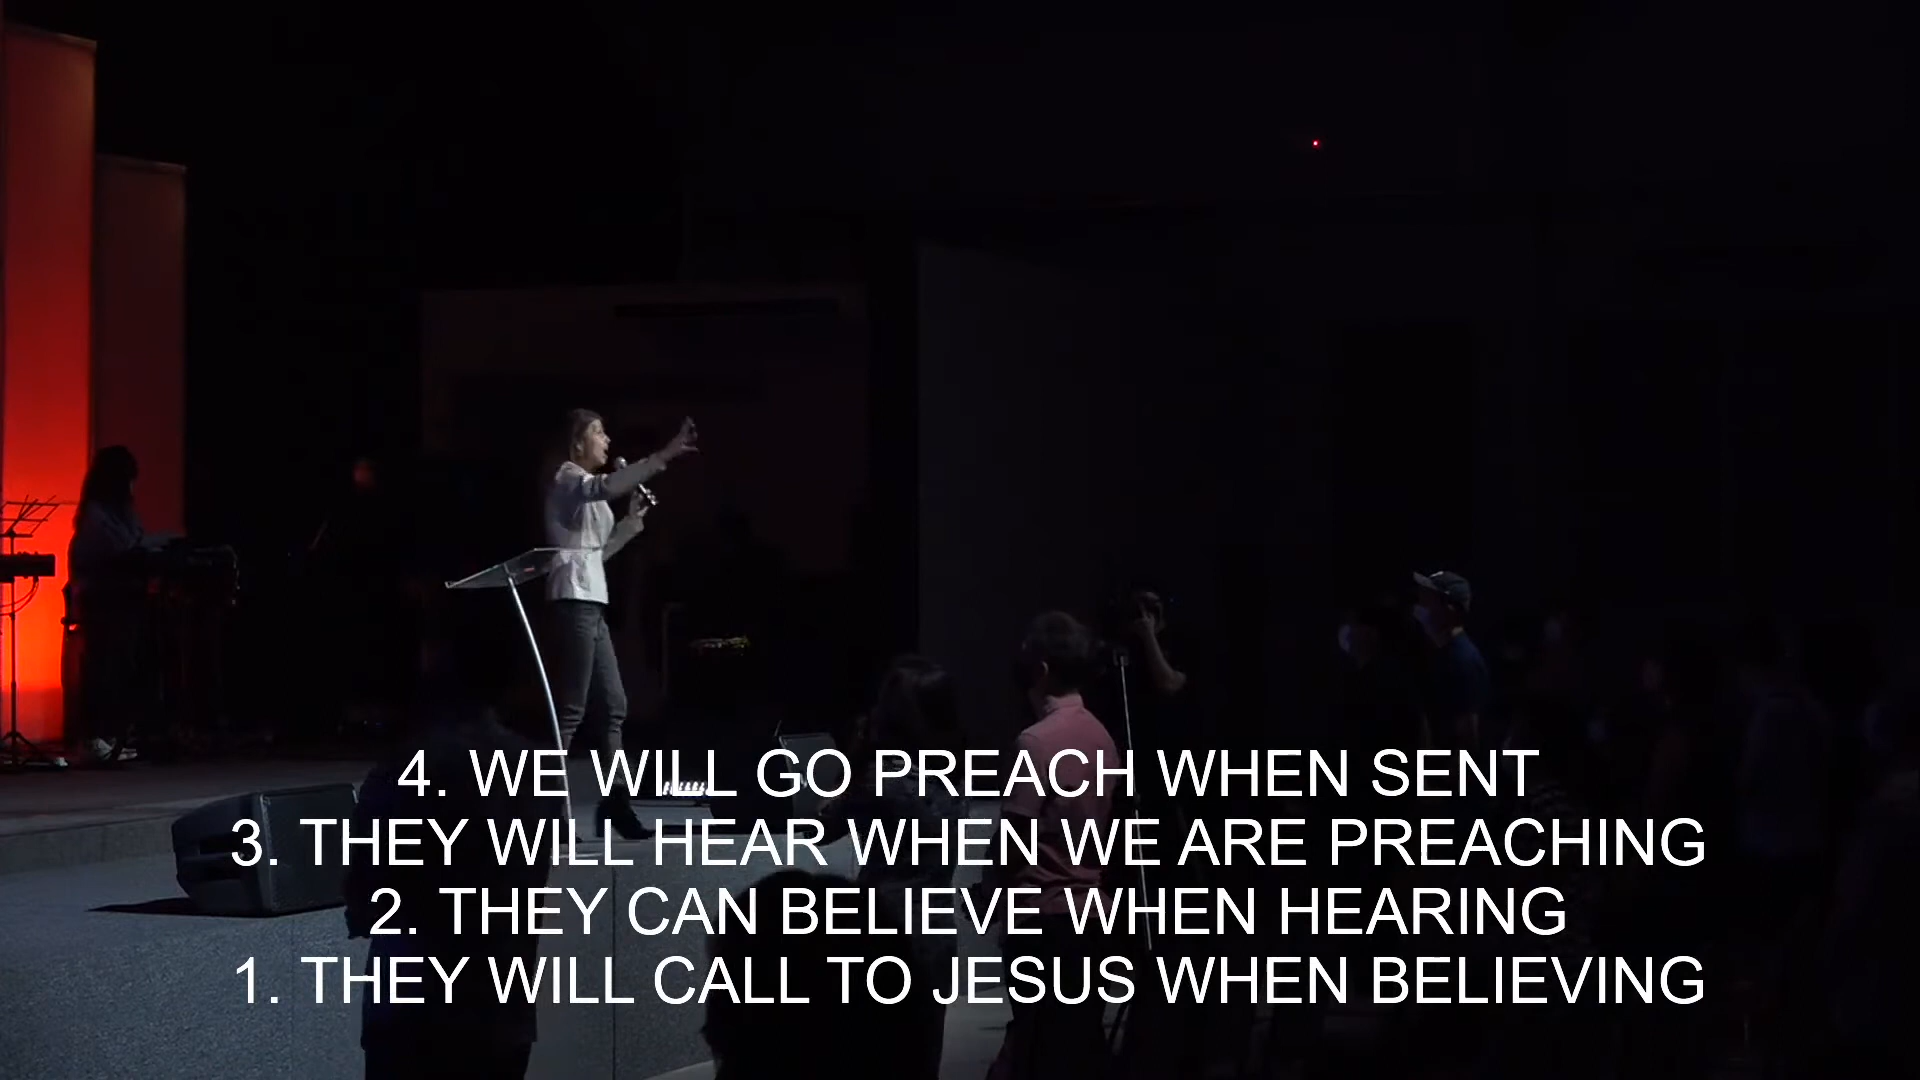 4. WE WILL GO PREACH WHEN SENT
3. THEY WILL HEAR WHEN WE ARE PREACHING
2. THEY CAN BELIEVE WHEN HEARING
1. THEY WILL CALL TO JESUS WHEN BELIEVING